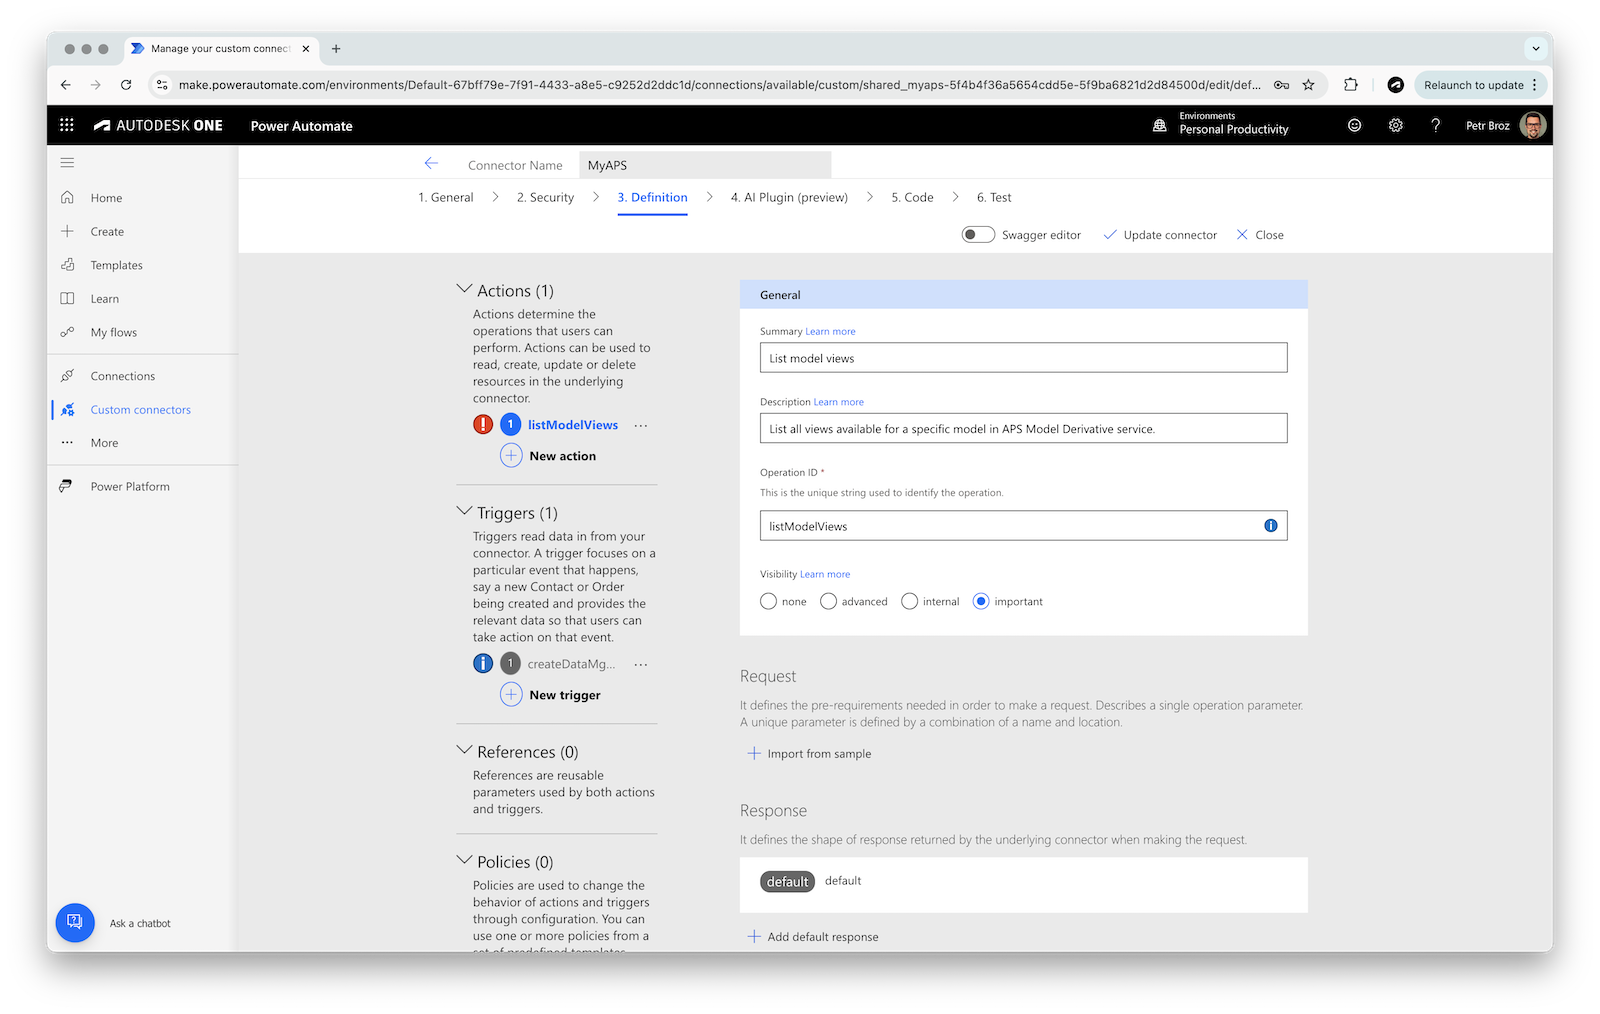 Manage your custom connect
make.powerautomate.com/environments/Default-67bff79e-7f91-4433-a8e5-c9252d2ddc1d/connections/available/custom/shared_myaps-5f4b4f36a5654cdd5e-5f9ba6821d2d84500d/edit/def...
Relaunch to update
AUTODESK ONE
Power Automate
Environments
Personal Productivity
Petr Broz
Connector Name
MyAPS
1. General
2. Security
3. Definition
4. AI Plugin (preview)
5. Code
6. Test
Swagger editor
Update connector
Close
Home
Create
Templates
Learn
My flows
Connections
Custom connectors
More
Power Platform
Ask a chatbot
Actions (1)
Actions determine the
operations that users can
perform. Actions can be used to
read, create, update or delete
resources in the underlying
connector.
1 listModelViews ...
New action
Triggers (1)
Triggers read data in from your
connector. A trigger focuses on a
particular event that happens,
say a new Contact or Order
being created and provides the
relevant data so that users can
take action on that event.
1 createDataMg... ...
New trigger
References (0)
References are reusable
parameters used by both actions
and triggers.
Policies (0)
Policies are used to change the
behavior of actions and triggers
through configuration. You can
use one or more policies from a
set of predefined templates
General
Summary Learn more
List model views
Description Learn more
List all views available for a specific model in APS Model Derivative service.
Operation ID *
This is the unique string used to identify the operation.
listModelViews
Visibility Learn more
none
advanced
internal
important
Request
It defines the pre-requirements needed in order to make a request. Describes a single operation parameter.
A unique parameter is defined by a combination of a name and location.
Import from sample
Response
It defines the shape of response returned by the underlying connector when making the request.
default default
Add default response